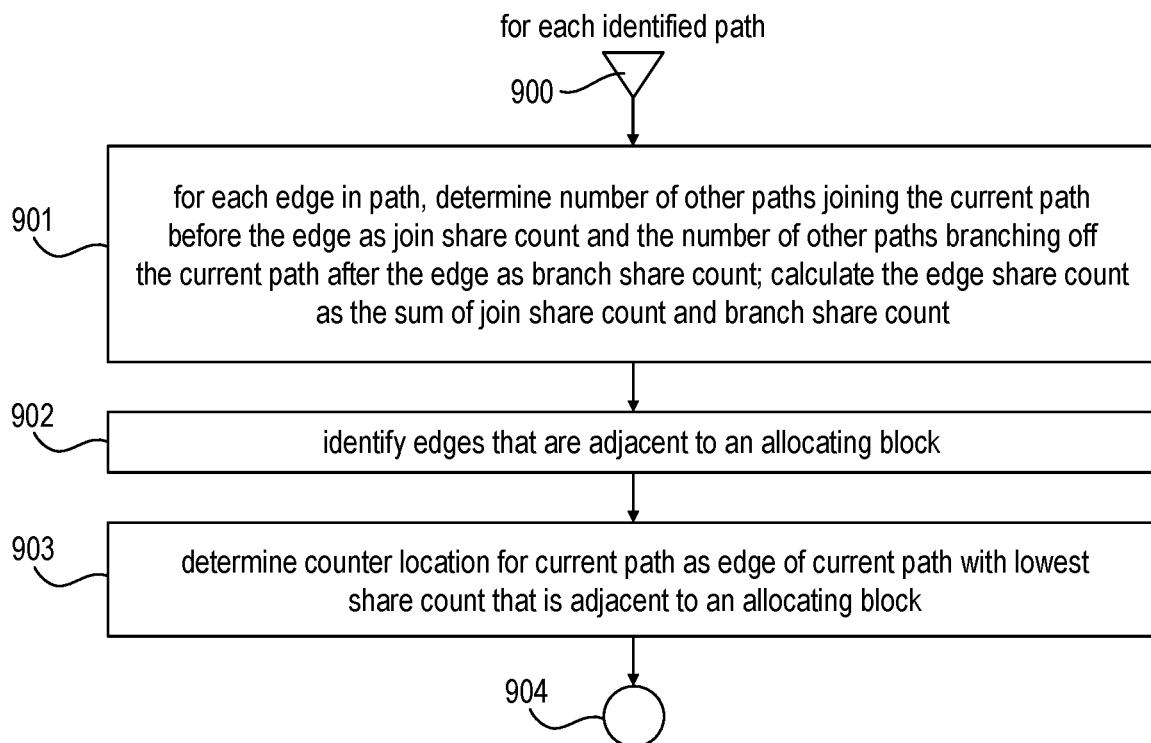 for each identified path
900
for each edge in path, determine number of other paths joining the current path
901
before the edge as join share count and the number of other paths branching off
the current path after the edge as branch share count; calculate the edge share count
as the sum of join share count and branch share count
902
identify edges that are adjacent to an allocating block
903
determine counter location for current path as edge of current path with lowest
share count that is adjacent to an allocating block
904